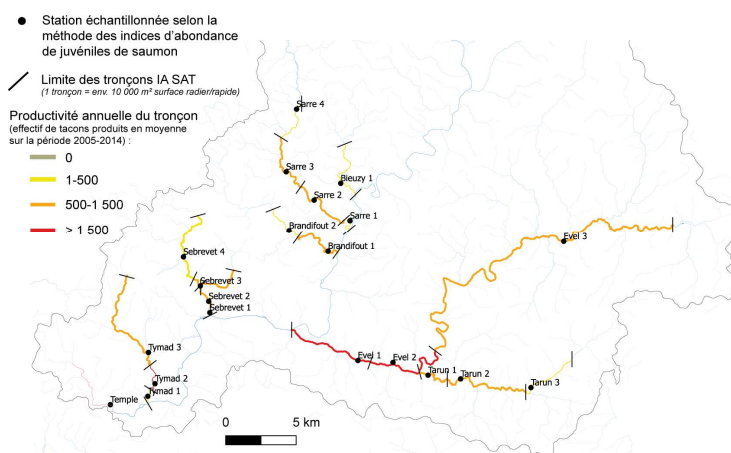 Station échantillonnée selon la
méthode des indices d'abondance
de juvéniles de saumon
Limite des tronçons IA SAT
(1 tronçon = env. 10 000 m² surface radier/rapide)
Productivité annuelle du tronçon
(effectif de tacons produits en moyenne
sur la période 2005-2014) :
0
1-500
500-1 500
> 1 500
Sarre 4
Sarre 3
Bieuzy 1
Sarre 2
Sarre 1
Brandifout 2
Brandifout 1
Evel 3
Sebrevet 4
Sebrevet 3
Sebrevet 2
Sebrevet 1
Tymad 3
Evel 1
Evel 2
Tarun 1
Tarun 2
Tarun 3
Tymad 2
Tymad 1
Temple
0
5 km